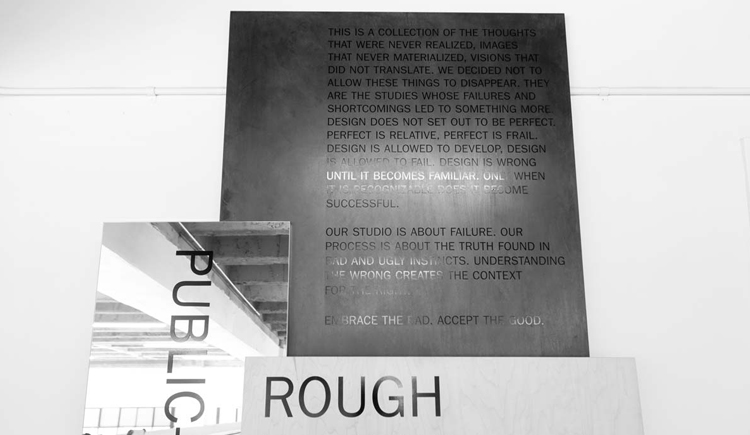 THIS IS A COLLECTION OF THE THOUGHTS
THAT WERE NEVER REALIZED, IMAGES
THAT NEVER MATERIALIZED, VISIONS THAT
DID NOT TRANSLATE. WE DECIDED NOT TO
ALLOW THESE THINGS TO DISAPPEAR. THEY
ARE THE STUDIES WHOSE FAILURES AND
SHORTCOMINGS LED TO SOMETHING MORE.
DESIGN DOES NOT SET OUT TO BE PERFECT.
PERFECT IS RELATIVE, PERFECT IS FRAIL.
DESIGN IS ALLOWED TO DEVELOP, DESIGN
IS ALLOWED TO FAIL. DESIGN IS WRONG
UNTIL IT BECOMES FAMILIAR. ONLY WHEN
IT IS RECOGNIZABLE DOES IT BECOME
SUCCESSFUL.
OUR STUDIO IS ABOUT FAILURE. OUR
PROCESS IS ABOUT THE TRUTH FOUND IN
BAD AND UGLY INSTINCTS. UNDERSTANDING
THE WRONG CREATES THE CONTEXT
FOR THE RIGHT.
EMBRACE THE BAD. ACCEPT THE GOOD.
PUBLIC-
ROUGH